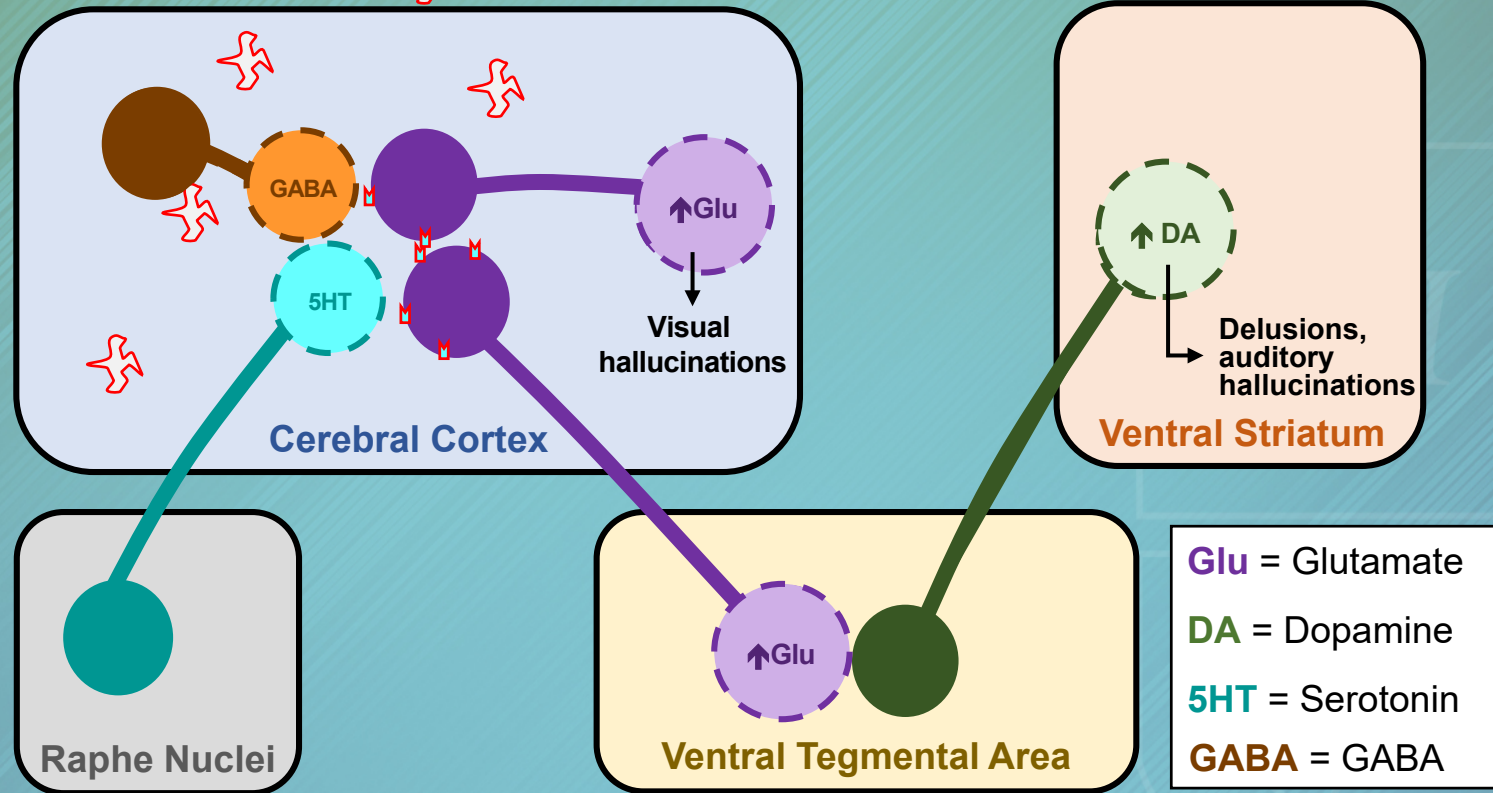 GABA
5HT
🡅Glu
Visual
hallucinations
Cerebral Cortex
🡅 DA
Delusions,
auditory
hallucinations
Ventral Striatum
Raphe Nuclei
🡅Glu
Ventral Tegmental Area
Glu = Glutamate
DA = Dopamine
5HT = Serotonin
GABA = GABA